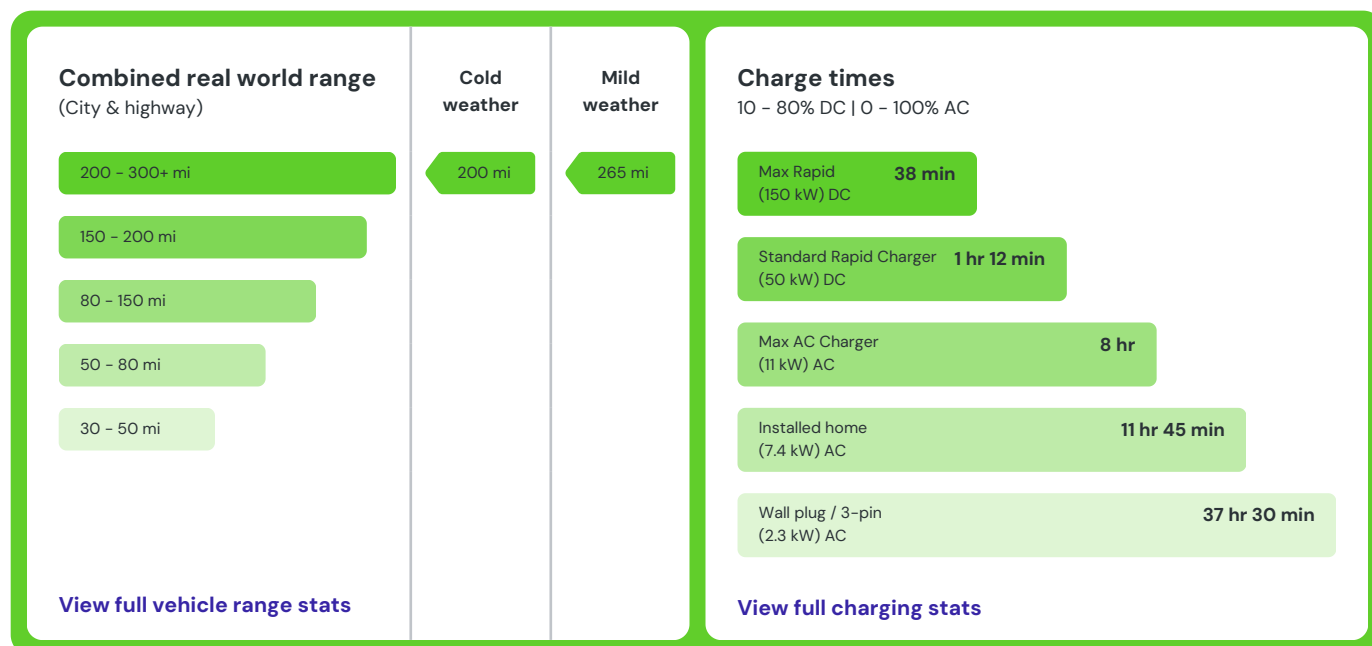 Combined real world range
(City & highway)
Cold
weather
Mild
weather
200 - 300+ mi
200 mi
265 mi
150 - 200 mi
80 - 150 mi
50 - 80 mi
30 - 50 mi
View full vehicle range stats
Charge times
10 - 80% DC | 0 - 100% AC
Max Rapid
(150 kW) DC
38 min
Standard Rapid Charger
(50 kW) DC
1 hr 12 min
Max AC Charger
(11 kW) AC
8 hr
Installed home
(7.4 kW) AC
11 hr 45 min
Wall plug / 3-pin
(2.3 kW) AC
37 hr 30 min
View full charging stats